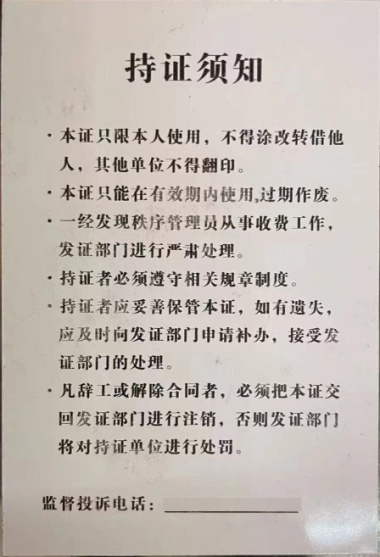 持证须知
·本证只限本人使用，不得涂改转借他
人，其他单位不得翻印。
·本证只能在有效期内使用,过期作废。
·一经发现秩序管理员从事收费工作，
发证部门进行严肃处理。
·持证者必须遵守相关规章制度。
·持证者应妥善保管本证，如有遗失，
应及时向发证部门申请补办，接受发
证部门的处理。
·凡辞工或解除合同者，必须把本证交
回发证部门进行注销，否则发证部门
将对持证单位进行处罚。
监督投诉电话：